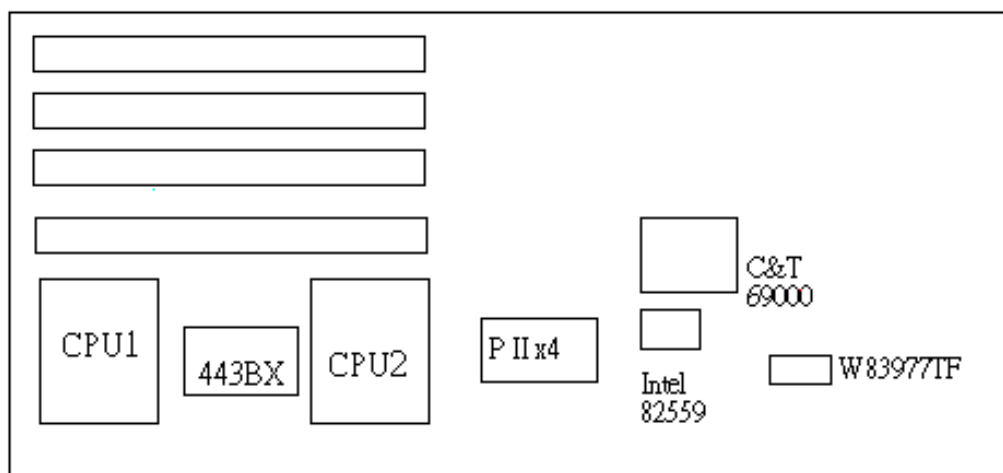 C&T
69000
CPU1
443BX
CPU2
P II x4
Intel
82559
W83977TF